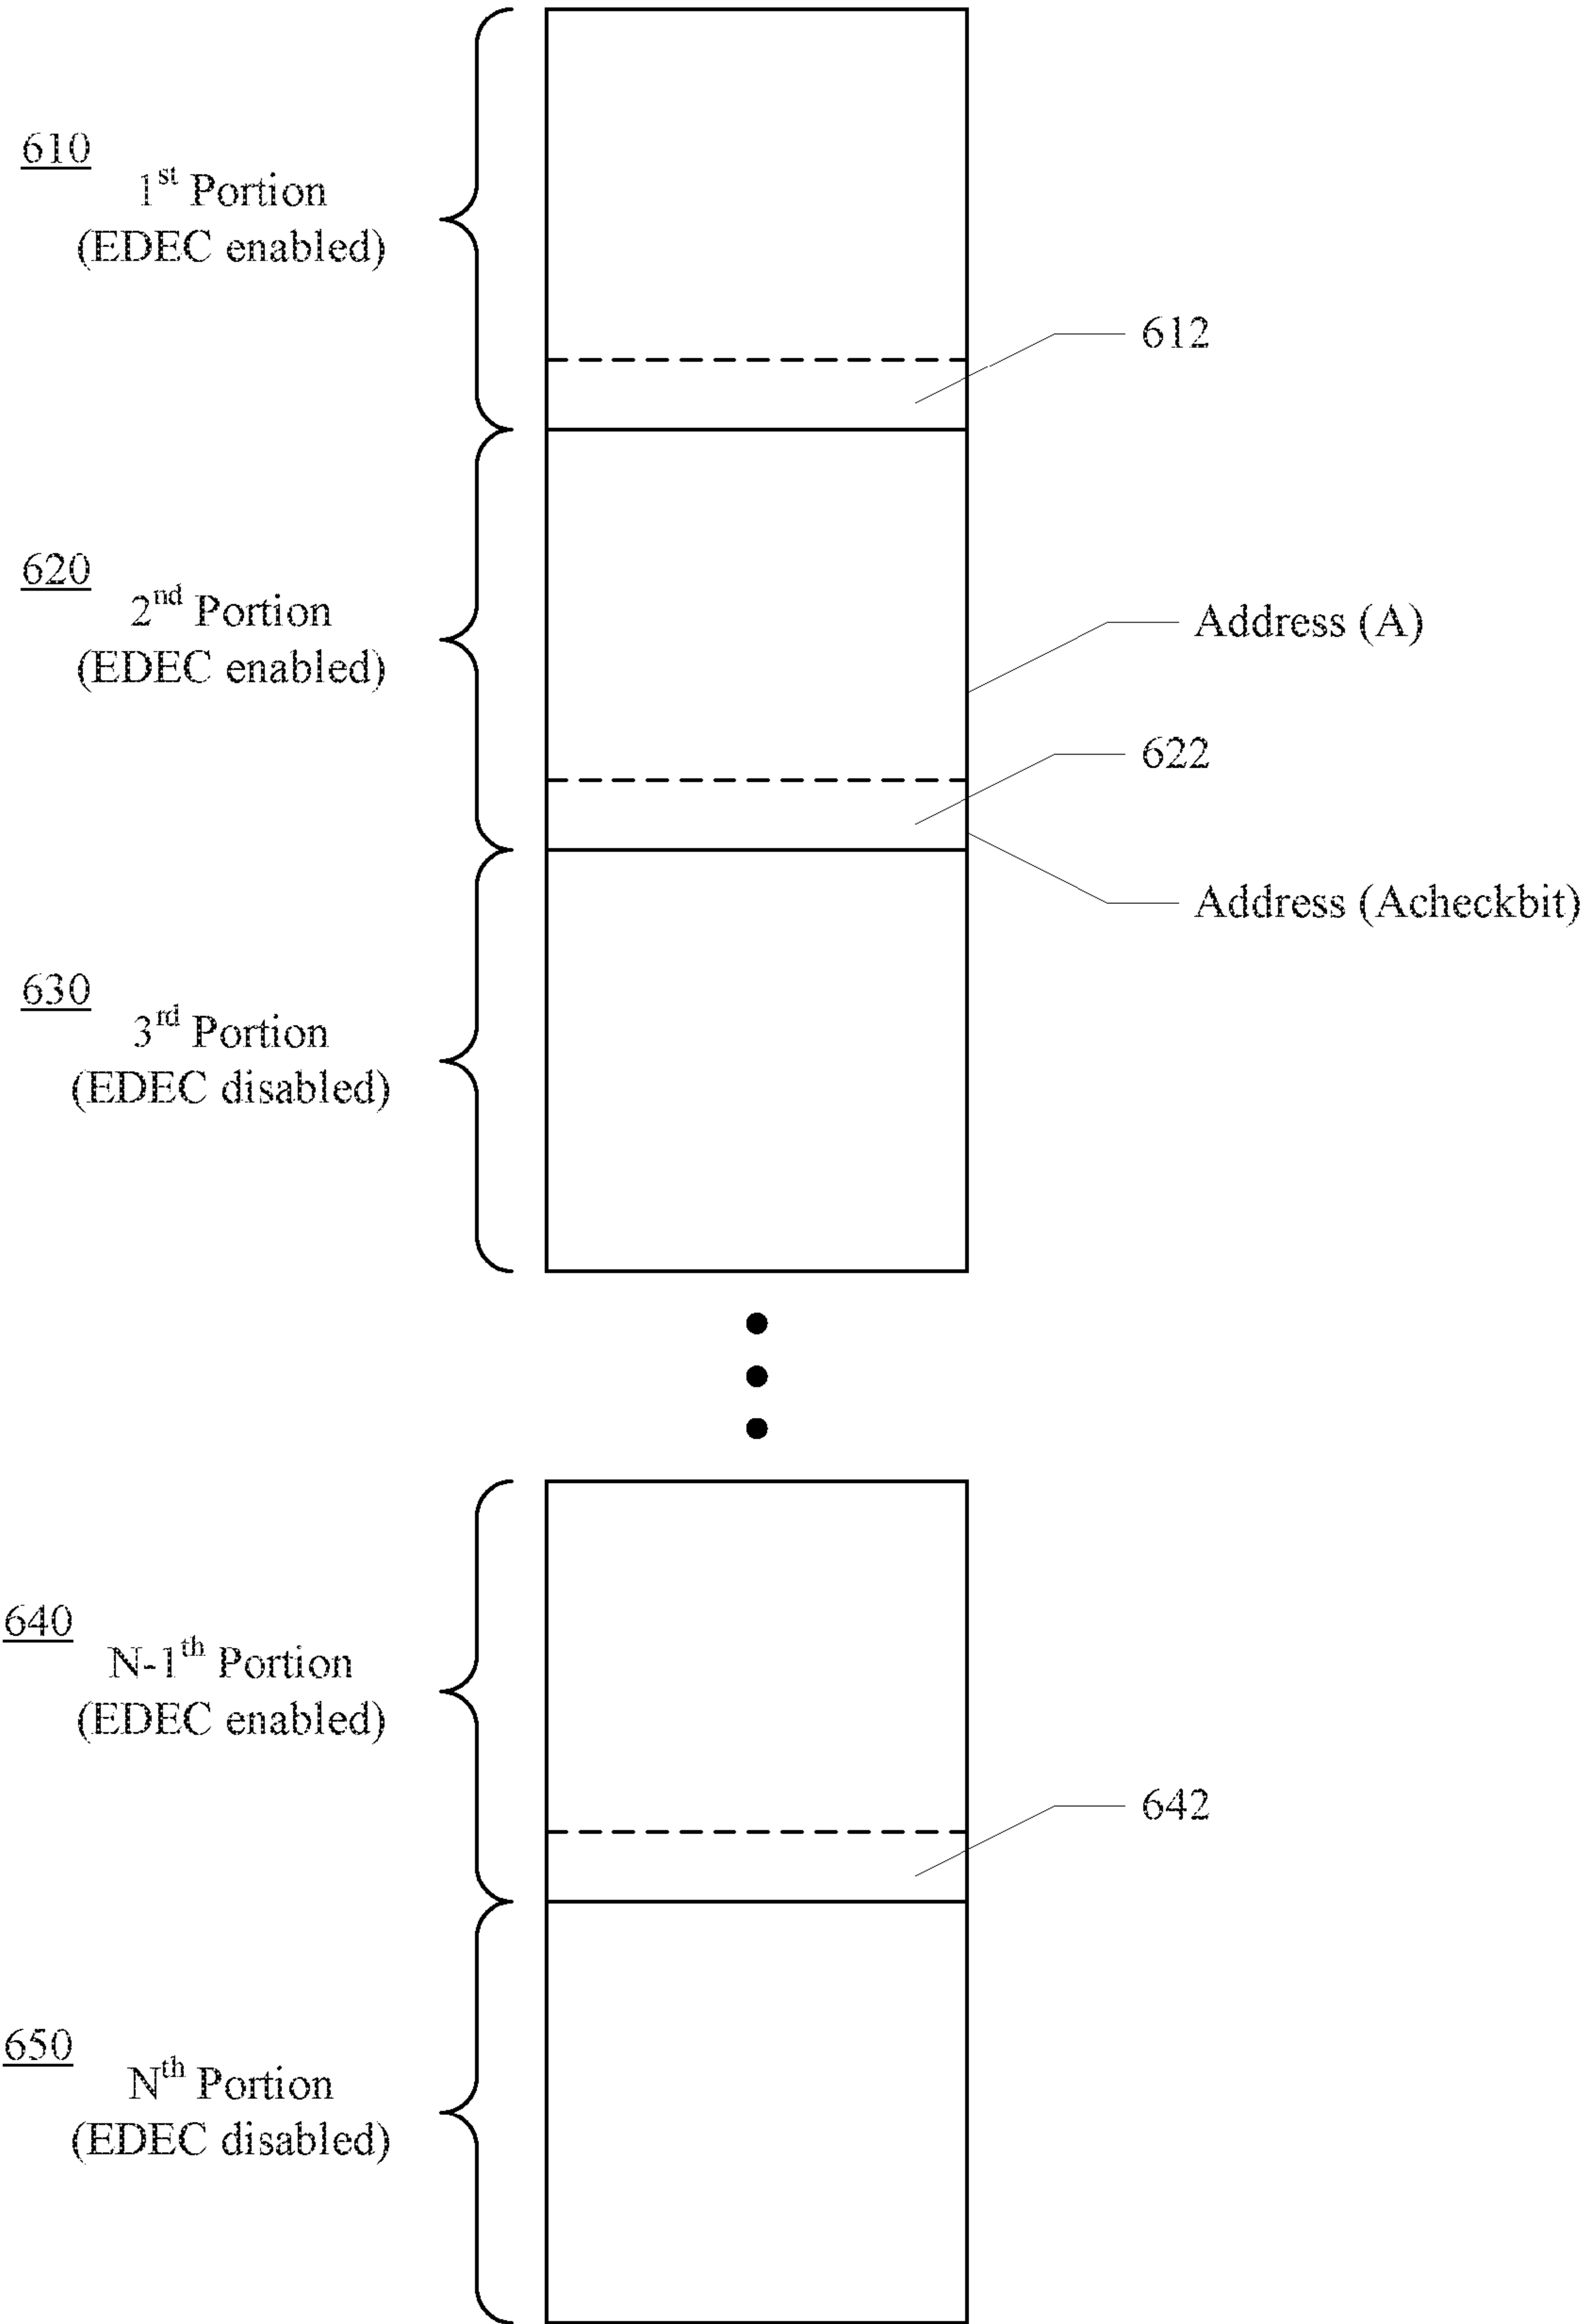 610
1st Portion
(EDEC enabled)
612
620
2nd Portion
(EDEC enabled)
Address (A)
622
Address (Acheckbit)
630
3rd Portion
(EDEC disabled)
640
N-1th Portion
(EDEC enabled)
642
650
Nth Portion
(EDEC disabled)